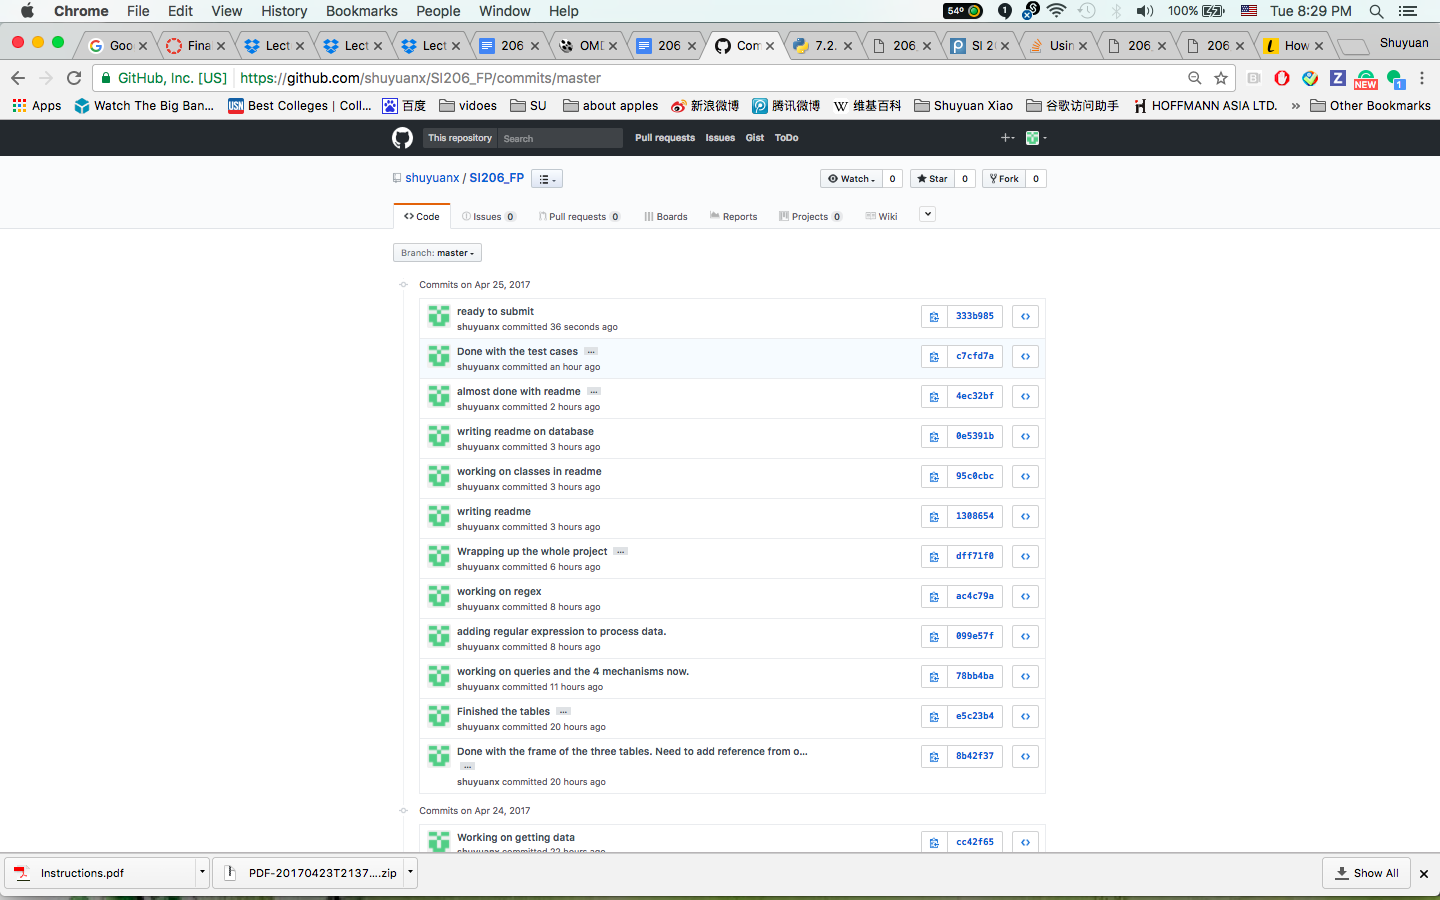 Chrome File Edit View History Bookmarks People Window Help 54° 1 100% Tue 8:29 PM
Goo Fina Lect Lect Lect 206 OMI 206 Com 7.2. 206 SI 2 Usin 206 206 How Shuyuan
GitHub, Inc. [US] https://github.com/shuyuanx/SI206_FP/commits/master NEW 1
Apps Watch The Big Ban... USN Best Colleges | Coll... 百度 vidoes SU about apples 新浪微博 腾讯微博 W 维基百科 Shuyuan Xiao 谷歌访问助手 HOFFMANN ASIA LTD. » Other Bookmarks
This repository Search Pull requests Issues Gist ToDo
shuyuanx / SI206_FP Watch 0 Star 0 Fork 0
Code Issues 0 Pull requests 0 Boards Reports Projects 0 Wiki
Branch: master
Commits on Apr 25, 2017
ready to submit 333b985
shuyuanx committed 36 seconds ago
Done with the test cases ... c7cfd7a
shuyuanx committed an hour ago
almost done with readme ... 4ec32bf
shuyuanx committed 2 hours ago
writing readme on database 0e5391b
shuyuanx committed 3 hours ago
working on classes in readme 95c0cbc
shuyuanx committed 3 hours ago
writing readme 1308654
shuyuanx committed 3 hours ago
Wrapping up the whole project ... dff71f0
shuyuanx committed 6 hours ago
working on regex ac4c79a
shuyuanx committed 8 hours ago
adding regular expression to process data. 099e57f
shuyuanx committed 8 hours ago
working on queries and the 4 mechanisms now. 78bb4ba
shuyuanx committed 11 hours ago
Finished the tables ... e5c23b4
shuyuanx committed 20 hours ago
Done with the frame of the three tables. Need to add reference from o... 8b42f37
...
shuyuanx committed 20 hours ago
Commits on Apr 24, 2017
Working on getting data cc42f65
shuyuanx committed 22 hours ago
Instructions.pdf PDF-20170423T2137....zip Show All